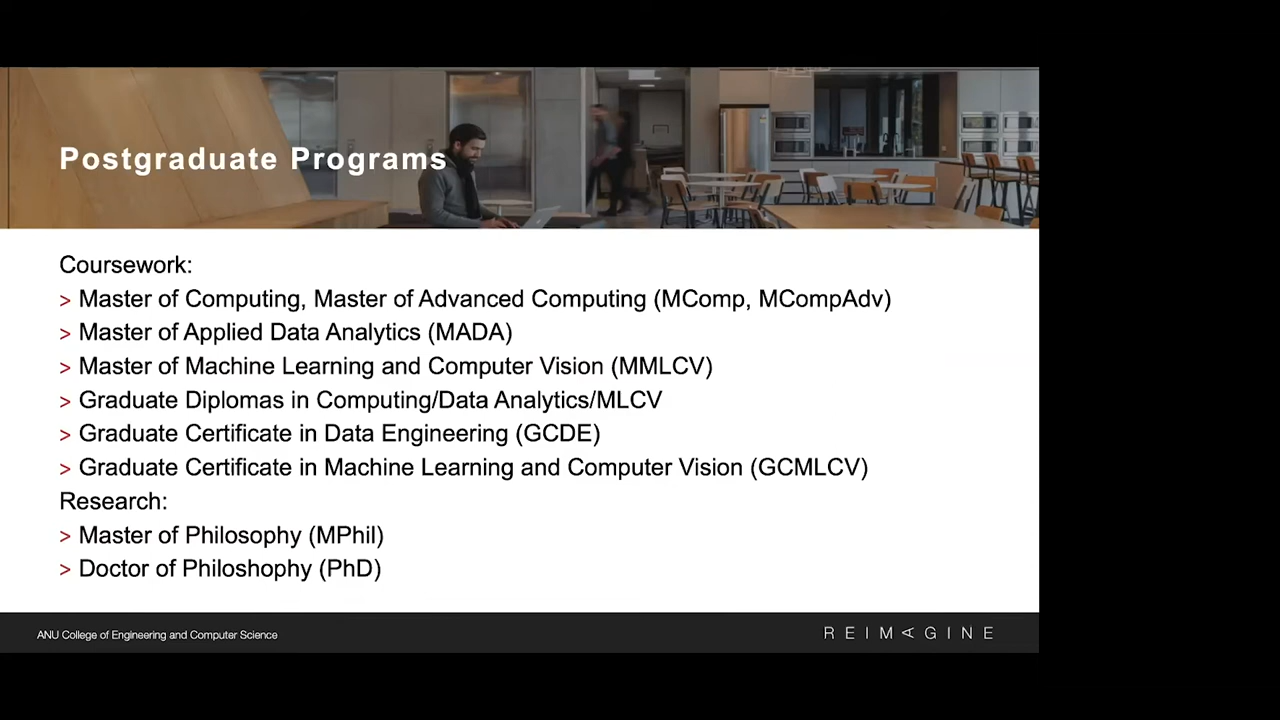 Postgraduate Programs
Coursework:
> Master of Computing, Master of Advanced Computing (MComp, MCompAdv)
> Master of Applied Data Analytics (MADA)
> Master of Machine Learning and Computer Vision (MMLCV)
> Graduate Diplomas in Computing/Data Analytics/MLCV
> Graduate Certificate in Data Engineering (GCDE)
> Graduate Certificate in Machine Learning and Computer Vision (GCMLCV)
Research:
> Master of Philosophy (MPhil)
> Doctor of Philoshophy (PhD)
ANU College of Engineering and Computer Science
REIMAGINE